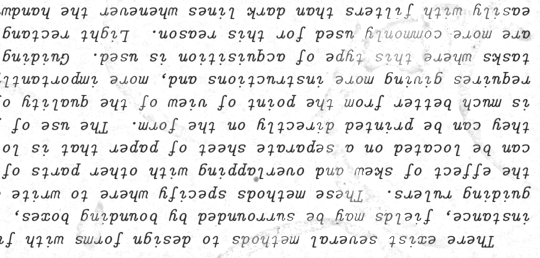 There exist several methods to design forms with f
instance, fields may be surrounded by bounding boxes,
guiding rulers. These methods specify where to write
the effect of skew and overlapping with other parts of
can be located on a separate sheet of paper that is lo
they can be printed directly on the form. The use of
is much better from the point of view of the quality o
requires giving more instructions and, more importantl
tasks where this type of acquisition is used. Guiding
are more commonly used for this reason. Light rectang
easily with filters than dark lines whenever the handw